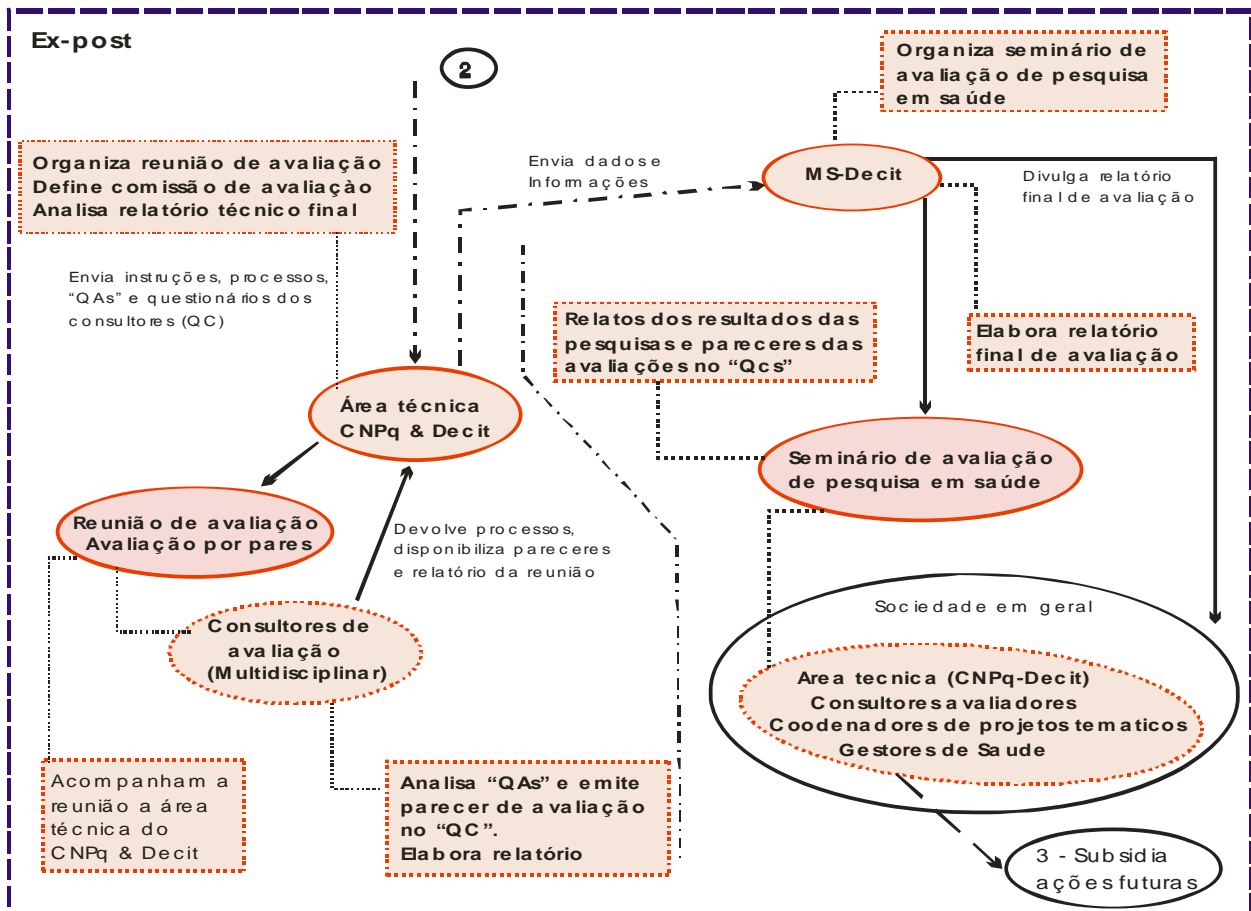 Ex-post
2
Organiza seminário de
avaliação de pesquisa
em saúde
Organiza reunião de avaliação
Define comissão de avaliaçào
Analisa relatório técnico final
Envia dados e
Informações
MS-Decit
Divulga relatório
final de avaliação
Envia instruções, processos,
“QAs” e questionários dos
consultores (QC)
Relatos dos resultados das
pesquisas e pareceres das
avaliações no “Qcs”
Elabora relatório
final de avaliação
Área técnica
CNPq & Decit
Seminário de avaliação
de pesquisa em saúde
Reunião de avaliação
Avaliação por pares
Devolve processos,
disponibiliza pareceres
e relatório da reunião
Consultores de
avaliação
(Multidisciplinar)
Sociedade em geral
Area tecnica (CNPq-Decit)
Consultores avaliadores
Coodenadores de projetos tematicos
Gestores de Saude
Acompanham a
reunião a área
técnica do
CNPq & Decit
Analisa “QAs” e emite
parecer de avaliação
no “QC”.
Elabora relatório
3 - Subsidia
ações futuras